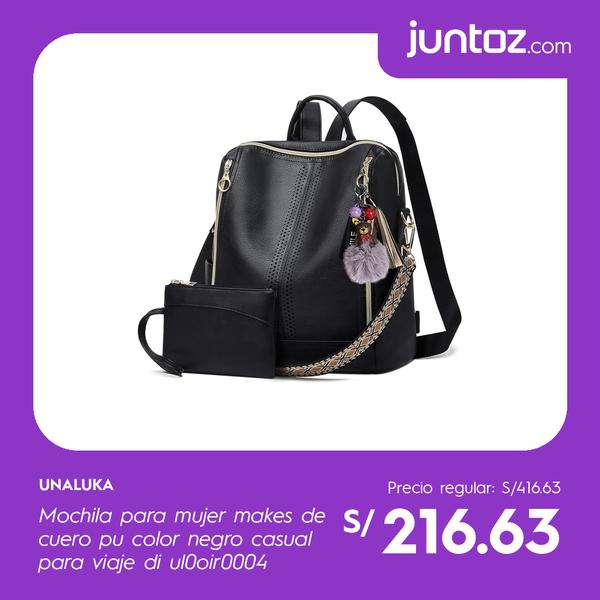 juntoz.com
UNALUKA
Mochila para mujer makes de
cuero pu color negro casual
para viaje di ul0oir0004
Precio regular: S/416.63
S/ 216.63